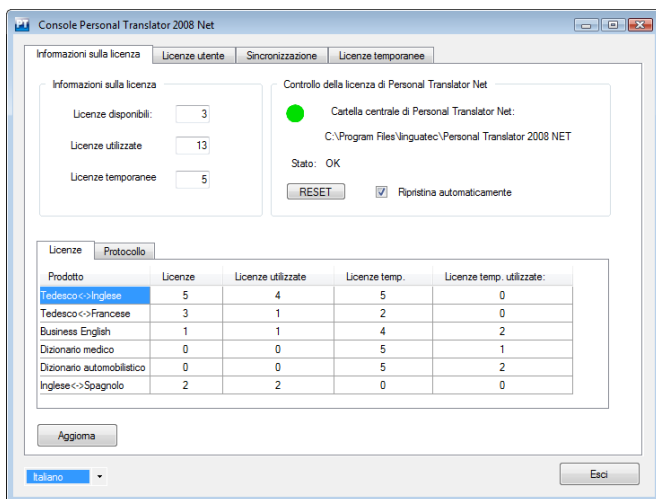 PT Console Personal Translator 2008 Net
Informazioni sulla licenza Licenze utente Sincronizzazione Licenze temporanee
Informazioni sulla licenza
Licenze disponibili: 3
Licenze utilizzate 13
Licenze temporanee 5
Controllo della licenza di Personal Translator Net
Cartella centrale di Personal Translator Net:
C:\Program Files\linguatec\Personal Translator 2008 NET
Stato: OK
RESET Ripristina automaticamente
Licenze Protocollo
Prodotto Licenze Licenze utilizzate Licenze temp. Licenze temp. utilizzate:
Tedesco<->Inglese 5 4 5 0
Tedesco<->Francese 3 1 2 0
Business English 1 1 4 2
Dizionario medico 0 0 5 1
Dizionario automobilistico 0 0 5 2
Inglese<->Spagnolo 2 2 0 0
Aggiorna
Italiano Esci